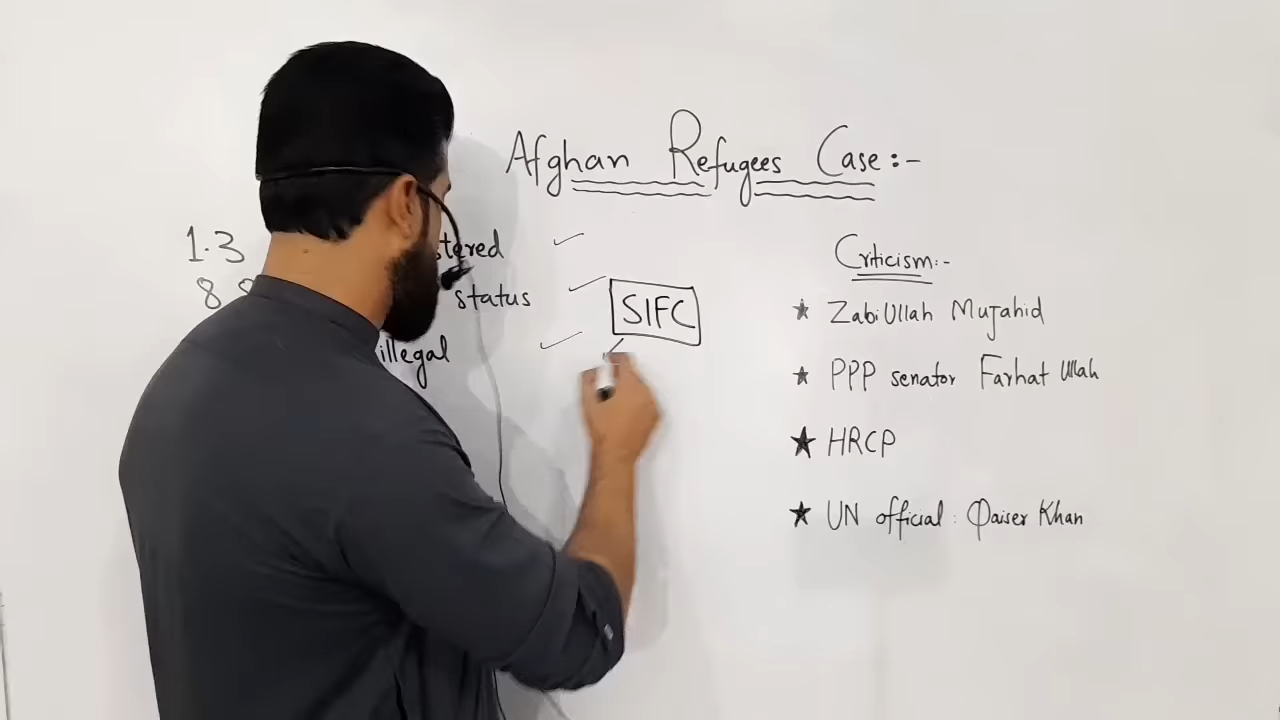 Afghan Refugees Case:-
1.3 stered
8 status
illegal
SIFC
Criticism:-
★ Zabi Ullah Mujahid
★ PPP senator Farhat Ullah
★ HRCP
★ UN official: Qaiser Khan